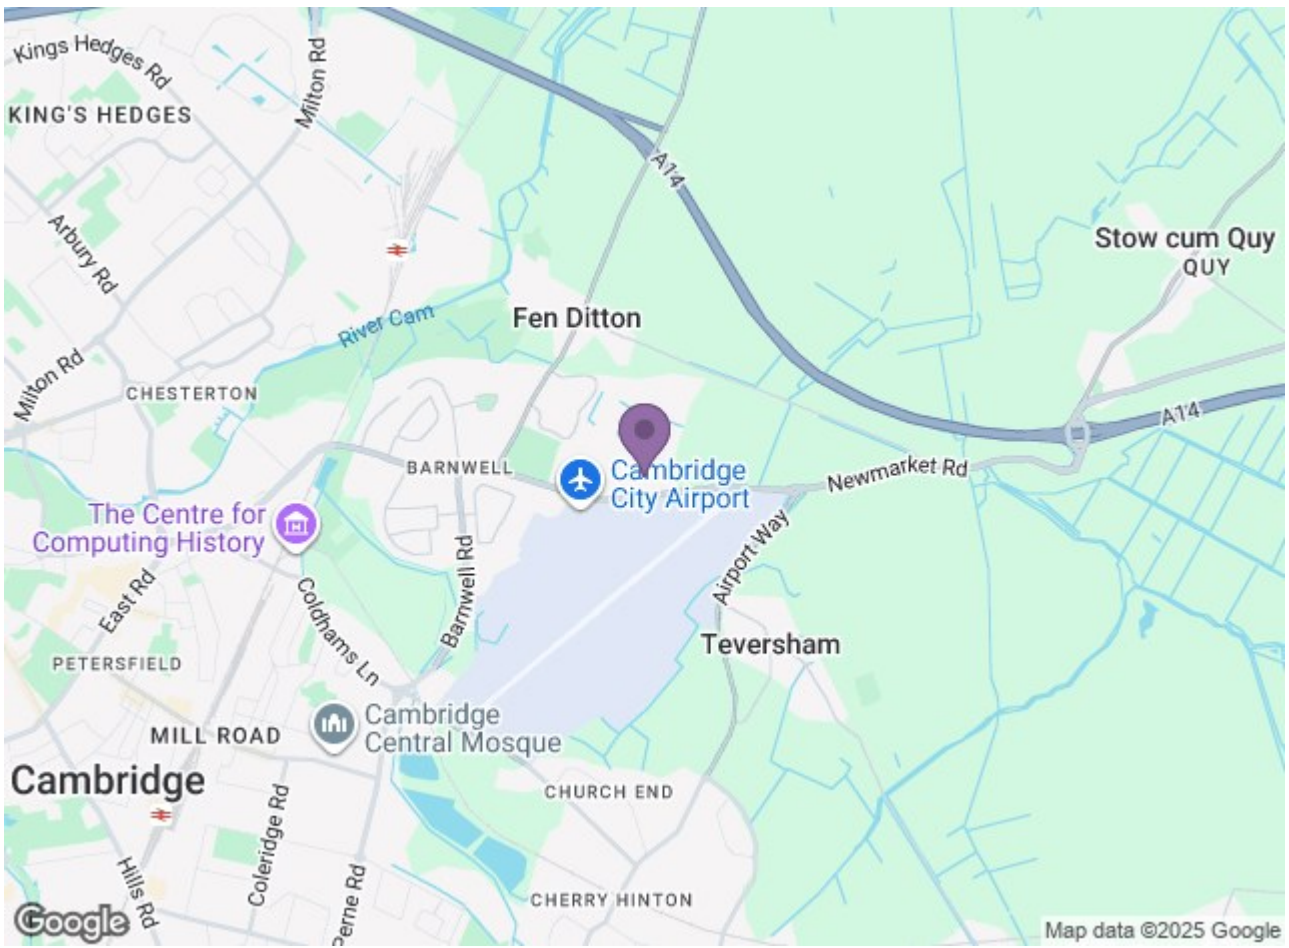 Kings Hedges Rd
Milton Rd
KING'S HEDGES
A14
Arbury Rd
Stow cum Quy
QUY
River Cam
Fen Ditton
Milton Rd
CHESTERTON
A14
BARNWELL
Cambridge
City Airport
Newmarket Rd
The Centre for
Computing History
Airport Way
Barnwell Rd
East Rd
Coldhams Ln
Teversham
PETERSFIELD
Cambridge
Central Mosque
MILL ROAD
Cambridge
CHURCH END
Coleridge Rd
Hills Rd
Perne Rd
CHERRY HINTON
Google
Map data ©2025 Google